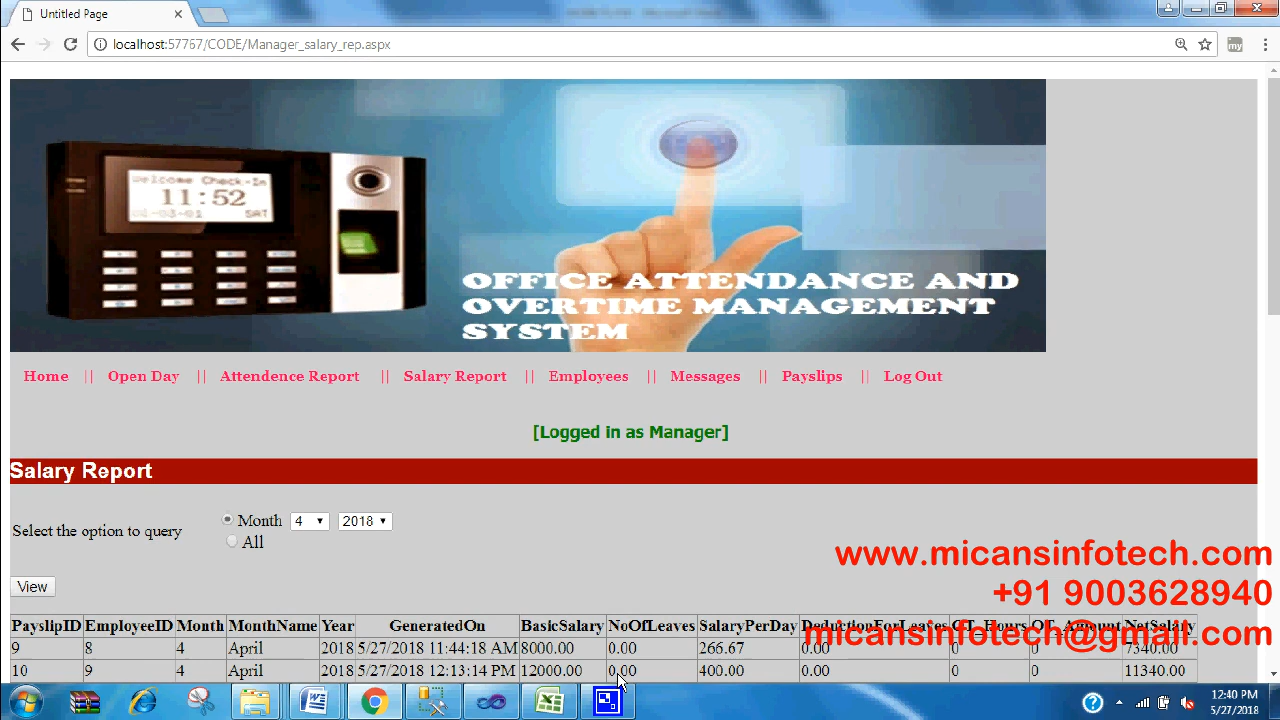 Untitled Page
localhost:57767/CODE/Manager_salary_rep.aspx
Welcome Check-In
11:52
SAT
OFFICE ATTENDANCE AND
OVERTIME MANAGEMENT
SYSTEM
Home || Open Day || Attendence Report || Salary Report || Employees || Messages || Payslips || Log Out
[Logged in as Manager]
Salary Report
Select the option to query
Month 4 2018
All
View
www.micansinfotech.com
+91 9003628940
micansinfotech@gmail.com
PayslipID EmployeeID Month MonthName Year GeneratedOn BasicSalary NoOfLeaves SalaryPerDay DeductionForLeaves OT_Hours OT_Amount NetSalary
9 8 4 April 2018 5/27/2018 11:44:18 AM 8000.00 0.00 266.67 0.00 0 0 7340.00
10 9 4 April 2018 5/27/2018 12:13:14 PM 12000.00 0.00 400.00 0.00 0 0 11340.00
12:40 PM
5/27/2018